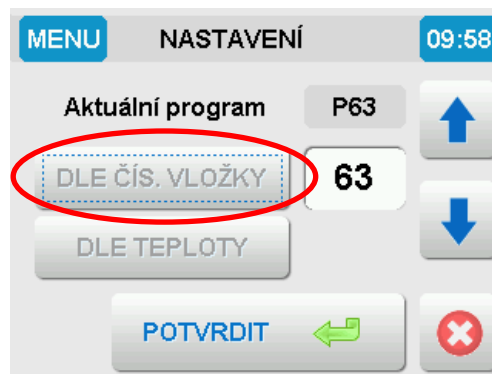 MENU NASTAVENÍ 09:58
Aktuální program P63
DLE ČÍS. VLOŽKY 63
DLE TEPLOTY
POTVRDIT